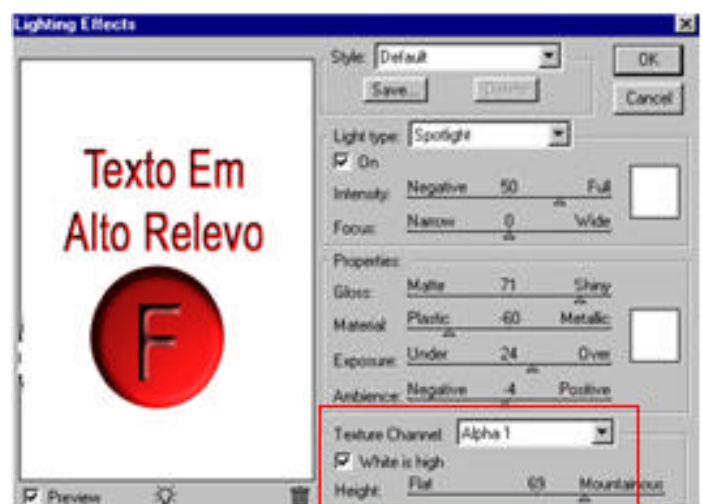 Lighting Effects
Texto Em
Alto Relevo
F
Preview
Style: Default
Save... Delete
OK
Cancel
Light type: Spotlight
On
Intensity: Negative 50 Full
Focus: Narrow 0 Wide
Properties:
Gloss: Matte 71 Shiny
Material: Plastic -60 Metallic
Exposure: Under 24 Over
Ambience: Negative -4 Positive
Texture Channel: Alpha 1
White is high
Height: Flat 69 Mountainous